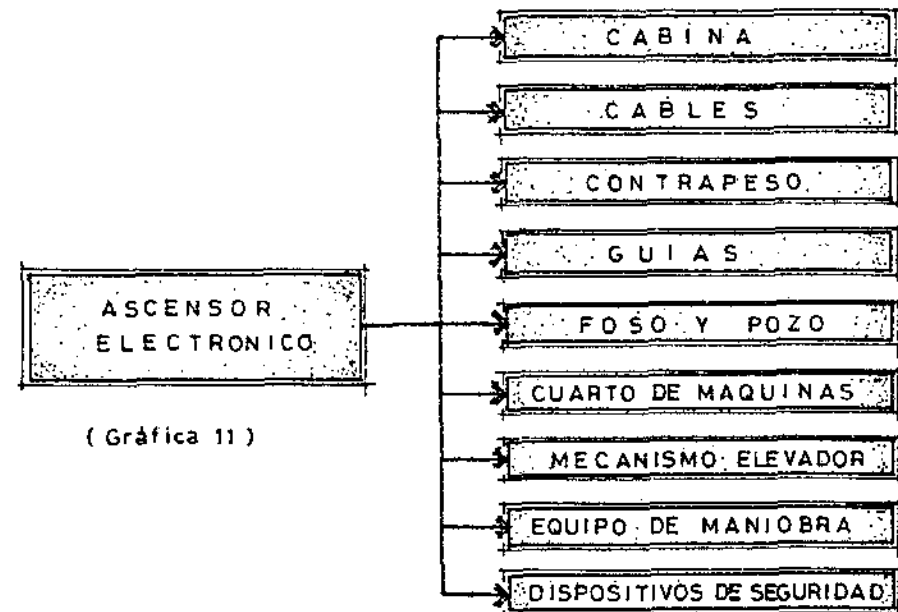 CABINA
CABLES
CONTRAPESO
GUIAS
ASCENSOR
ELECTRONICO
FOSO Y POZO
CUARTO DE MAQUINAS
(Gráfica 11)
MECANISMO ELEVADOR
EQUIPO DE MANIOBRA
DISPOSITIVOS DE SEGURIDAD